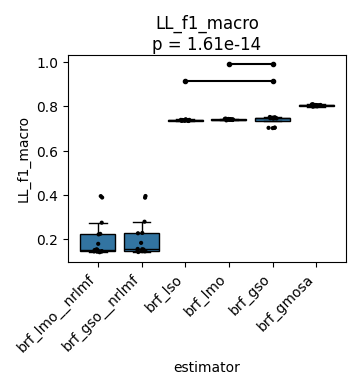 LL_f1_macro
p = 1.61e-14
LL_f1_macro
1.0
0.8
0.6
0.4
0.2
brf_lmo__nrlmf
brf_gso__nrlmf
brf_lso
brf_lmo
brf_gso
brf_gmosa
estimator